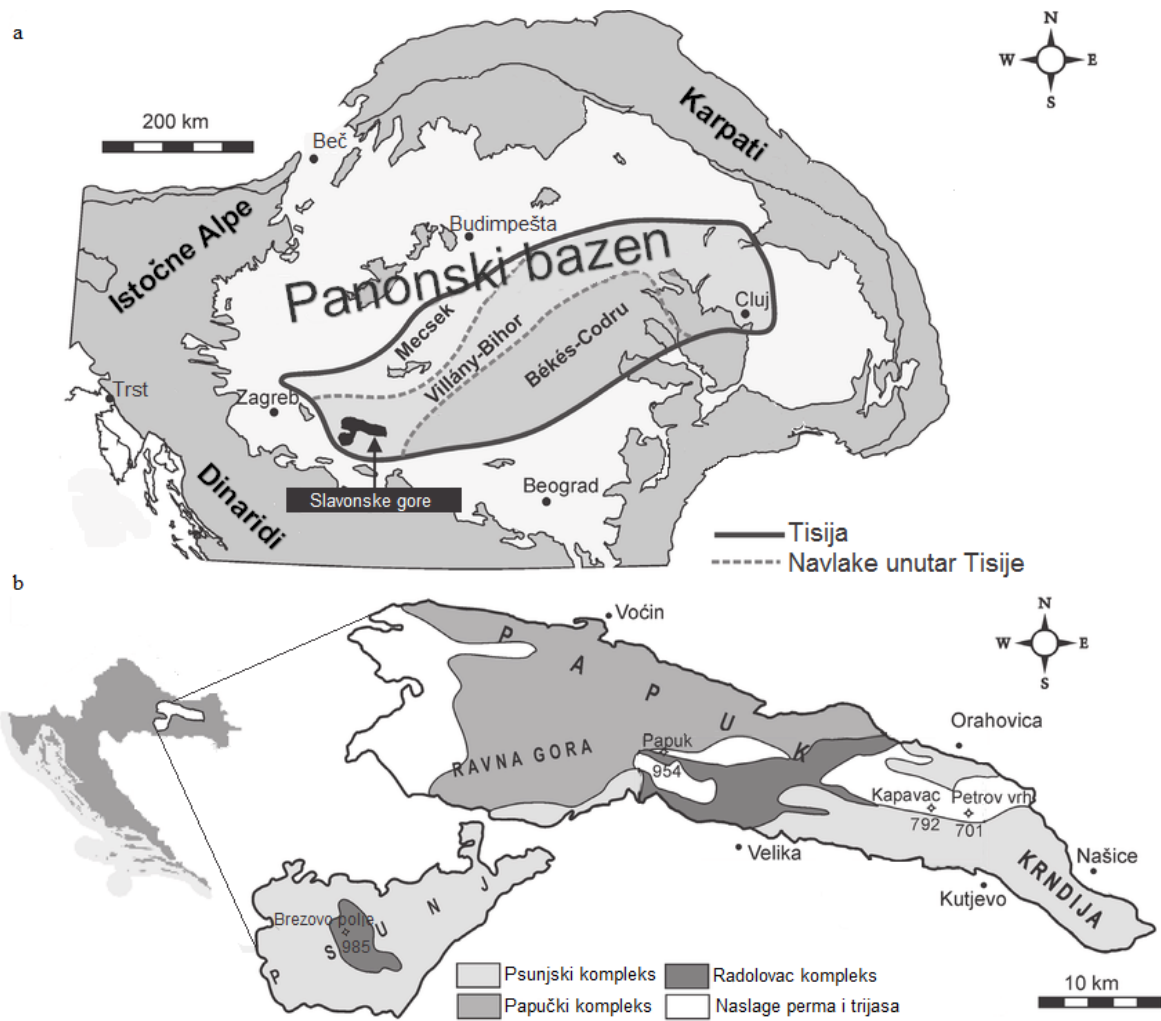 a
N
W
E
S
200 km
Beč
Karpati
Istočne Alpe
Budimpešta
Panonski bazen
Cluj
Mecsek
Villány-Bihor
Békés-Codru
Trst
Zagreb
Dinaridi
Slavonske gore
Beograd
Tisija
Navlake unutar Tisije
b
N
W
E
S
Voćin
PAPUK
Orahovica
RAVNA GORA
Papuk
954
Kapavac
792
Petrov vrh
701
Velika
Našice
Kutjevo
KRNDIJA
PSUNJ
Brezovo polje
985
Psunjski kompleks
Radolovac kompleks
Papučki kompleks
Naslage perma i trijasa
10 km